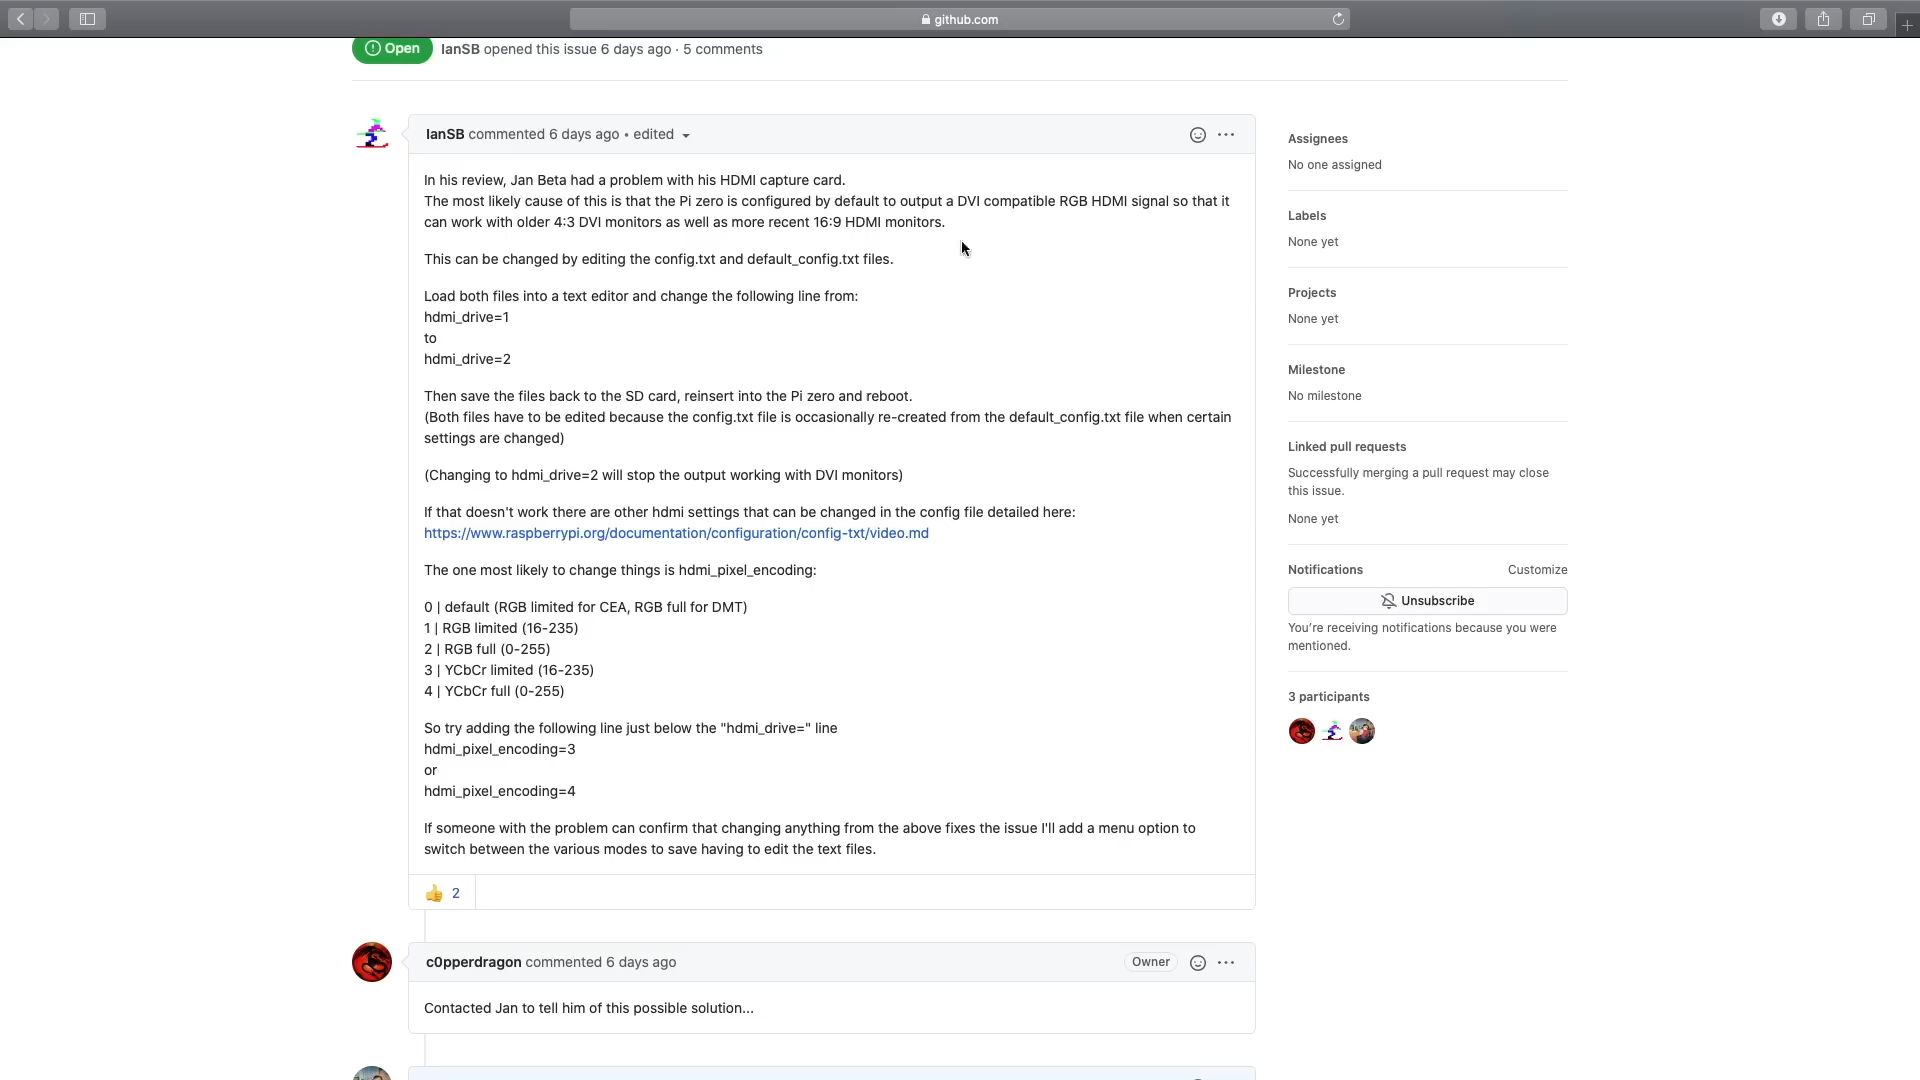 github.com
Open IanSB opened this issue 6 days ago · 5 comments
IanSB commented 6 days ago • edited
In his review, Jan Beta had a problem with his HDMI capture card.
The most likely cause of this is that the Pi zero is configured by default to output a DVI compatible RGB HDMI signal so that it
can work with older 4:3 DVI monitors as well as more recent 16:9 HDMI monitors.
This can be changed by editing the config.txt and default_config.txt files.
Load both files into a text editor and change the following line from:
hdmi_drive=1
to
hdmi_drive=2
Then save the files back to the SD card, reinsert into the Pi zero and reboot.
(Both files have to be edited because the config.txt file is occasionally re-created from the default_config.txt file when certain
settings are changed)
(Changing to hdmi_drive=2 will stop the output working with DVI monitors)
If that doesn't work there are other hdmi settings that can be changed in the config file detailed here:
https://www.raspberrypi.org/documentation/configuration/config-txt/video.md
The one most likely to change things is hdmi_pixel_encoding:
0 | default (RGB limited for CEA, RGB full for DMT)
1 | RGB limited (16-235)
2 | RGB full (0-255)
3 | YCbCr limited (16-235)
4 | YCbCr full (0-255)
So try adding the following line just below the "hdmi_drive=" line
hdmi_pixel_encoding=3
or
hdmi_pixel_encoding=4
If someone with the problem can confirm that changing anything from the above fixes the issue I'll add a menu option to
switch between the various modes to save having to edit the text files.
2
c0pperdragon commented 6 days ago
Owner
Contacted Jan to tell him of this possible solution...
Assignees
No one assigned
Labels
None yet
Projects
None yet
Milestone
No milestone
Linked pull requests
Successfully merging a pull request may close
this issue.
None yet
Notifications
Customize
Unsubscribe
You're receiving notifications because you were
mentioned.
3 participants